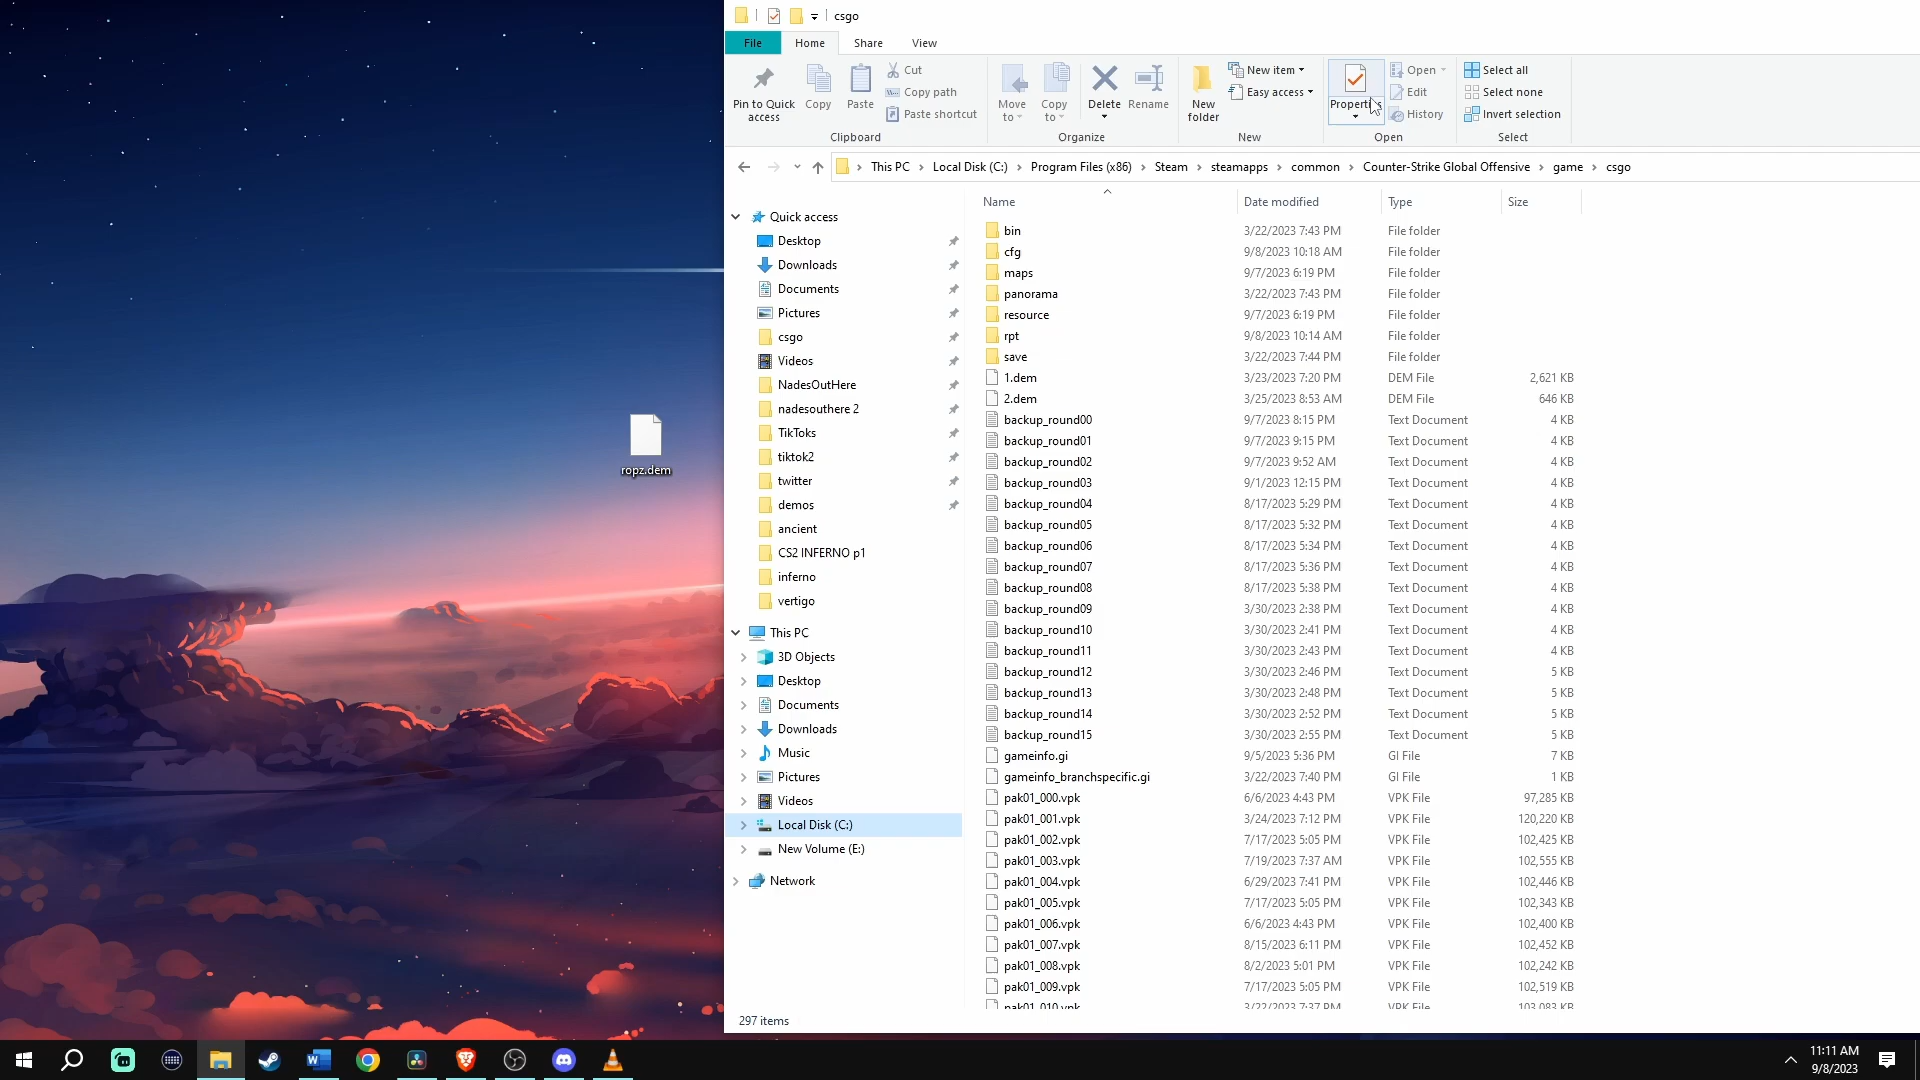 csgo
File Home Share View
Pin to Quick access
Copy
Paste
Cut
Copy path
Paste shortcut
Clipboard
Move to
Copy to
Delete
Rename
Organize
New folder
New item
Easy access
New
Properties
Open
Edit
History
Open
Select all
Select none
Invert selection
Select
This PC Local Disk (C:) Program Files (x86) Steam steamapps common Counter-Strike Global Offensive game csgo
ropz.dem
Quick access
Desktop
Downloads
Documents
Pictures
csgo
Videos
NadesOutHere
nadesouthere 2
TikToks
tiktok2
twitter
demos
ancient
CS2 INFERNO p1
inferno
vertigo
This PC
3D Objects
Desktop
Documents
Downloads
Music
Pictures
Videos
Local Disk (C:)
New Volume (E:)
Network
Name Date modified Type Size
bin 3/22/2023 7:43 PM File folder
cfg 9/8/2023 10:18 AM File folder
maps 9/7/2023 6:19 PM File folder
panorama 3/22/2023 7:43 PM File folder
resource 9/7/2023 6:19 PM File folder
rpt 9/8/2023 10:14 AM File folder
save 3/22/2023 7:44 PM File folder
1.dem 3/23/2023 7:20 PM DEM File 2,621 KB
2.dem 3/25/2023 8:53 AM DEM File 646 KB
backup_round00 9/7/2023 8:15 PM Text Document 4 KB
backup_round01 9/7/2023 9:15 PM Text Document 4 KB
backup_round02 9/7/2023 9:52 AM Text Document 4 KB
backup_round03 9/1/2023 12:15 PM Text Document 4 KB
backup_round04 8/17/2023 5:29 PM Text Document 4 KB
backup_round05 8/17/2023 5:32 PM Text Document 4 KB
backup_round06 8/17/2023 5:34 PM Text Document 4 KB
backup_round07 8/17/2023 5:36 PM Text Document 4 KB
backup_round08 8/17/2023 5:38 PM Text Document 4 KB
backup_round09 3/30/2023 2:38 PM Text Document 4 KB
backup_round10 3/30/2023 2:41 PM Text Document 4 KB
backup_round11 3/30/2023 2:43 PM Text Document 4 KB
backup_round12 3/30/2023 2:46 PM Text Document 5 KB
backup_round13 3/30/2023 2:48 PM Text Document 5 KB
backup_round14 3/30/2023 2:52 PM Text Document 5 KB
backup_round15 3/30/2023 2:55 PM Text Document 5 KB
gameinfo.gi 9/5/2023 5:36 PM GI File 7 KB
gameinfo_branchspecific.gi 3/22/2023 7:40 PM GI File 1 KB
pak01_000.vpk 6/6/2023 4:43 PM VPK File 97,285 KB
pak01_001.vpk 3/24/2023 7:12 PM VPK File 120,220 KB
pak01_002.vpk 7/17/2023 5:05 PM VPK File 102,425 KB
pak01_003.vpk 7/19/2023 7:37 AM VPK File 102,555 KB
pak01_004.vpk 6/29/2023 7:41 PM VPK File 102,446 KB
pak01_005.vpk 7/17/2023 5:05 PM VPK File 102,343 KB
pak01_006.vpk 6/6/2023 4:43 PM VPK File 102,400 KB
pak01_007.vpk 8/15/2023 6:11 PM VPK File 102,452 KB
pak01_008.vpk 8/2/2023 5:01 PM VPK File 102,242 KB
pak01_009.vpk 7/17/2023 5:05 PM VPK File 102,519 KB
pak01_010.vpk 3/22/2023 7:37 PM VPK File 103,083 KB
297 items
11:11 AM
9/8/2023